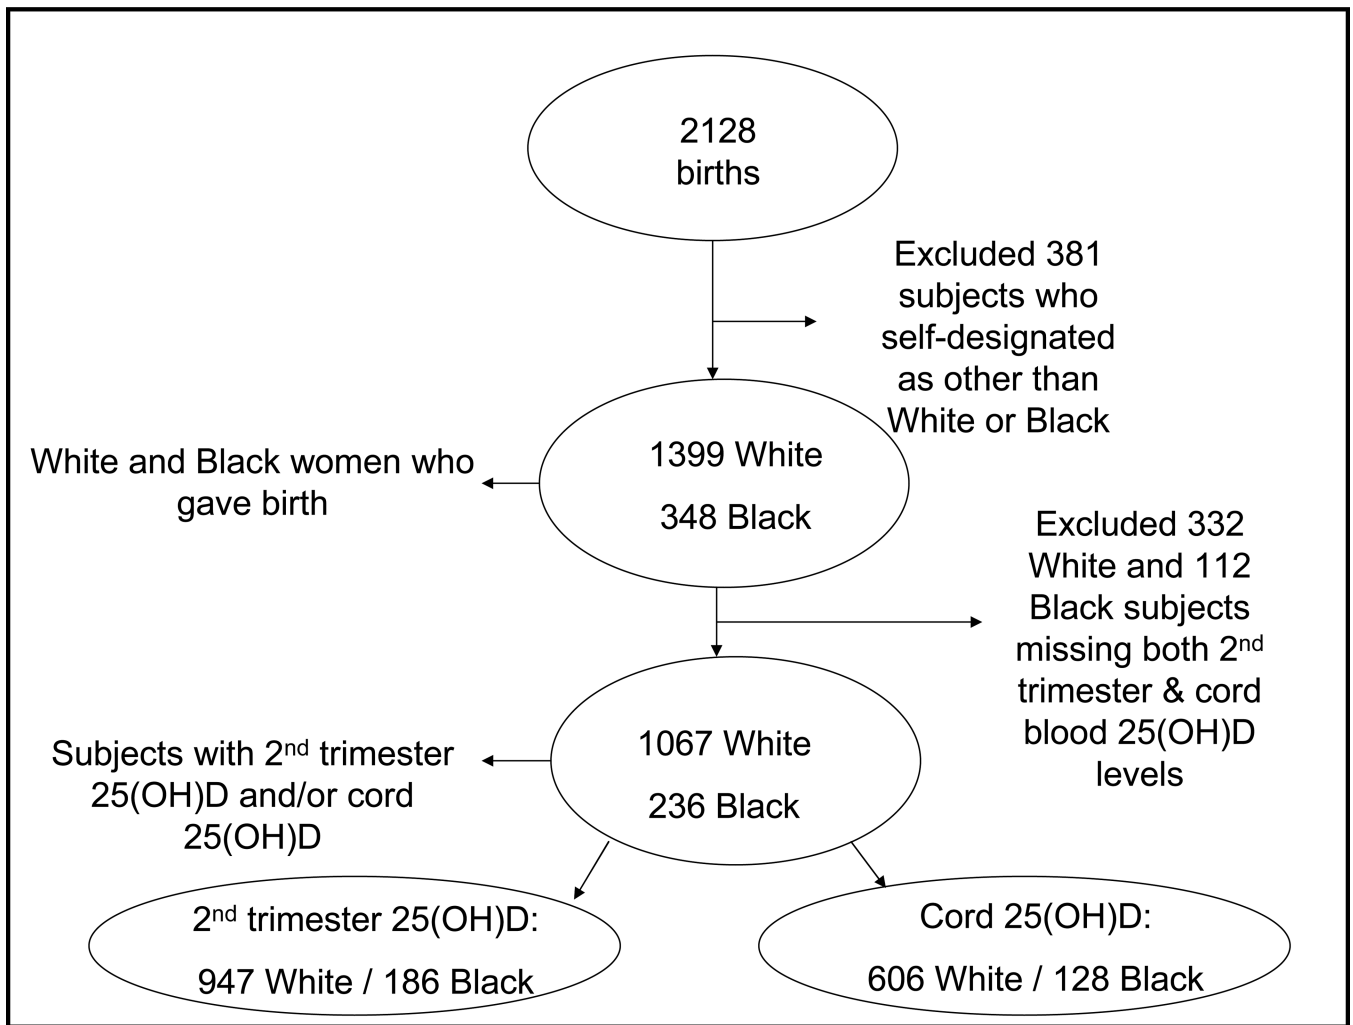 2128
births
Excluded 381
subjects who
self-designated
as other than
White or Black
1399 White
348 Black
White and Black women who
gave birth
Excluded 332
White and 112
Black subjects
missing both 2nd
trimester & cord
blood 25(OH)D
levels
1067 White
236 Black
Subjects with 2nd trimester
25(OH)D and/or cord
25(OH)D
2nd trimester 25(OH)D:
947 White / 186 Black
Cord 25(OH)D:
606 White / 128 Black